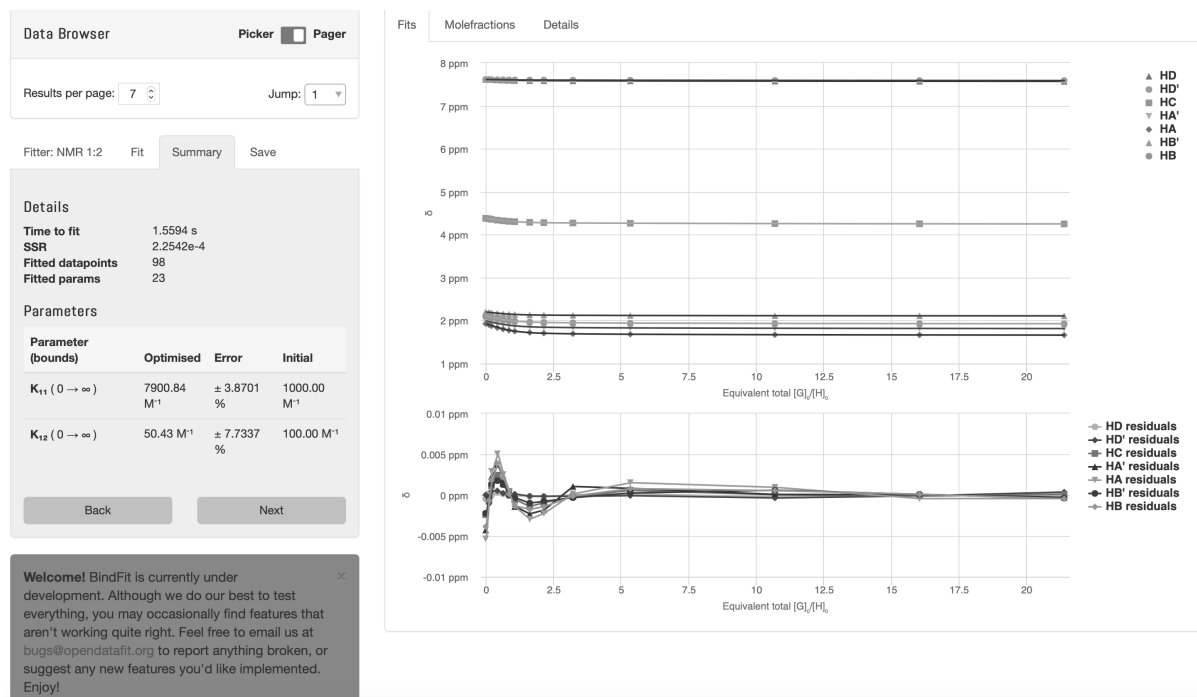 Data Browser
Picker Pager
Results per page: 7
Jump: 1
Fitter: NMR 1:2 Fit Summary Save
Details
Time to fit 1.5594 s
SSR 2.2542e-4
Fitted datapoints 98
Fitted params 23
Parameters
Parameter
(bounds) Optimised Error Initial
K₁₁ ( 0 → ∞ ) 7900.84 ± 3.8701 1000.00
M⁻¹ % M⁻¹
K₁₂ ( 0 → ∞ ) 50.43 M⁻¹ ± 7.7337 100.00 M⁻¹
%
Back Next
Welcome! BindFit is currently under ×
development. Although we do our best to test
everything, you may occasionally find features that
aren't working quite right. Feel free to email us at
bugs@opendatafit.org to report anything broken, or
suggest any new features you'd like implemented.
Enjoy!
Fits Molefractions Details
8 ppm
7 ppm
6 ppm
5 ppm
4 ppm
3 ppm
2 ppm
1 ppm
δ
0 2.5 5 7.5 10 12.5 15 17.5 20
Equivalent total [G]₀/[H]₀
HD
HD'
HC
HA'
HA
HB'
HB
0.01 ppm
0.005 ppm
0 ppm
-0.005 ppm
-0.01 ppm
δ
0 2.5 5 7.5 10 12.5 15 17.5 20
Equivalent total [G]₀/[H]₀
HD residuals
HD' residuals
HC residuals
HA' residuals
HA residuals
HB' residuals
HB residuals